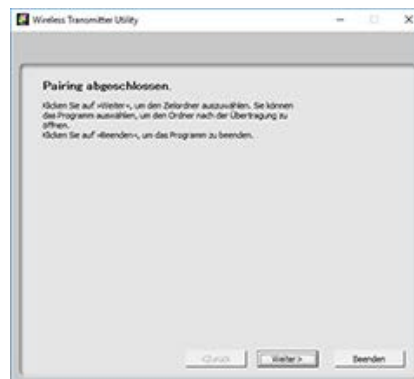 Wireless Transmitter Utility
Pairing abgeschlossen.
Klicken Sie auf »Weiter«, um den Zielordner auszuwählen. Sie können
das Programm auswählen, um den Ordner nach der Übertragung zu
öffnen.
Klicken Sie auf »Beenden«, um das Programm zu beenden.
<Zurück Weiter > Beenden